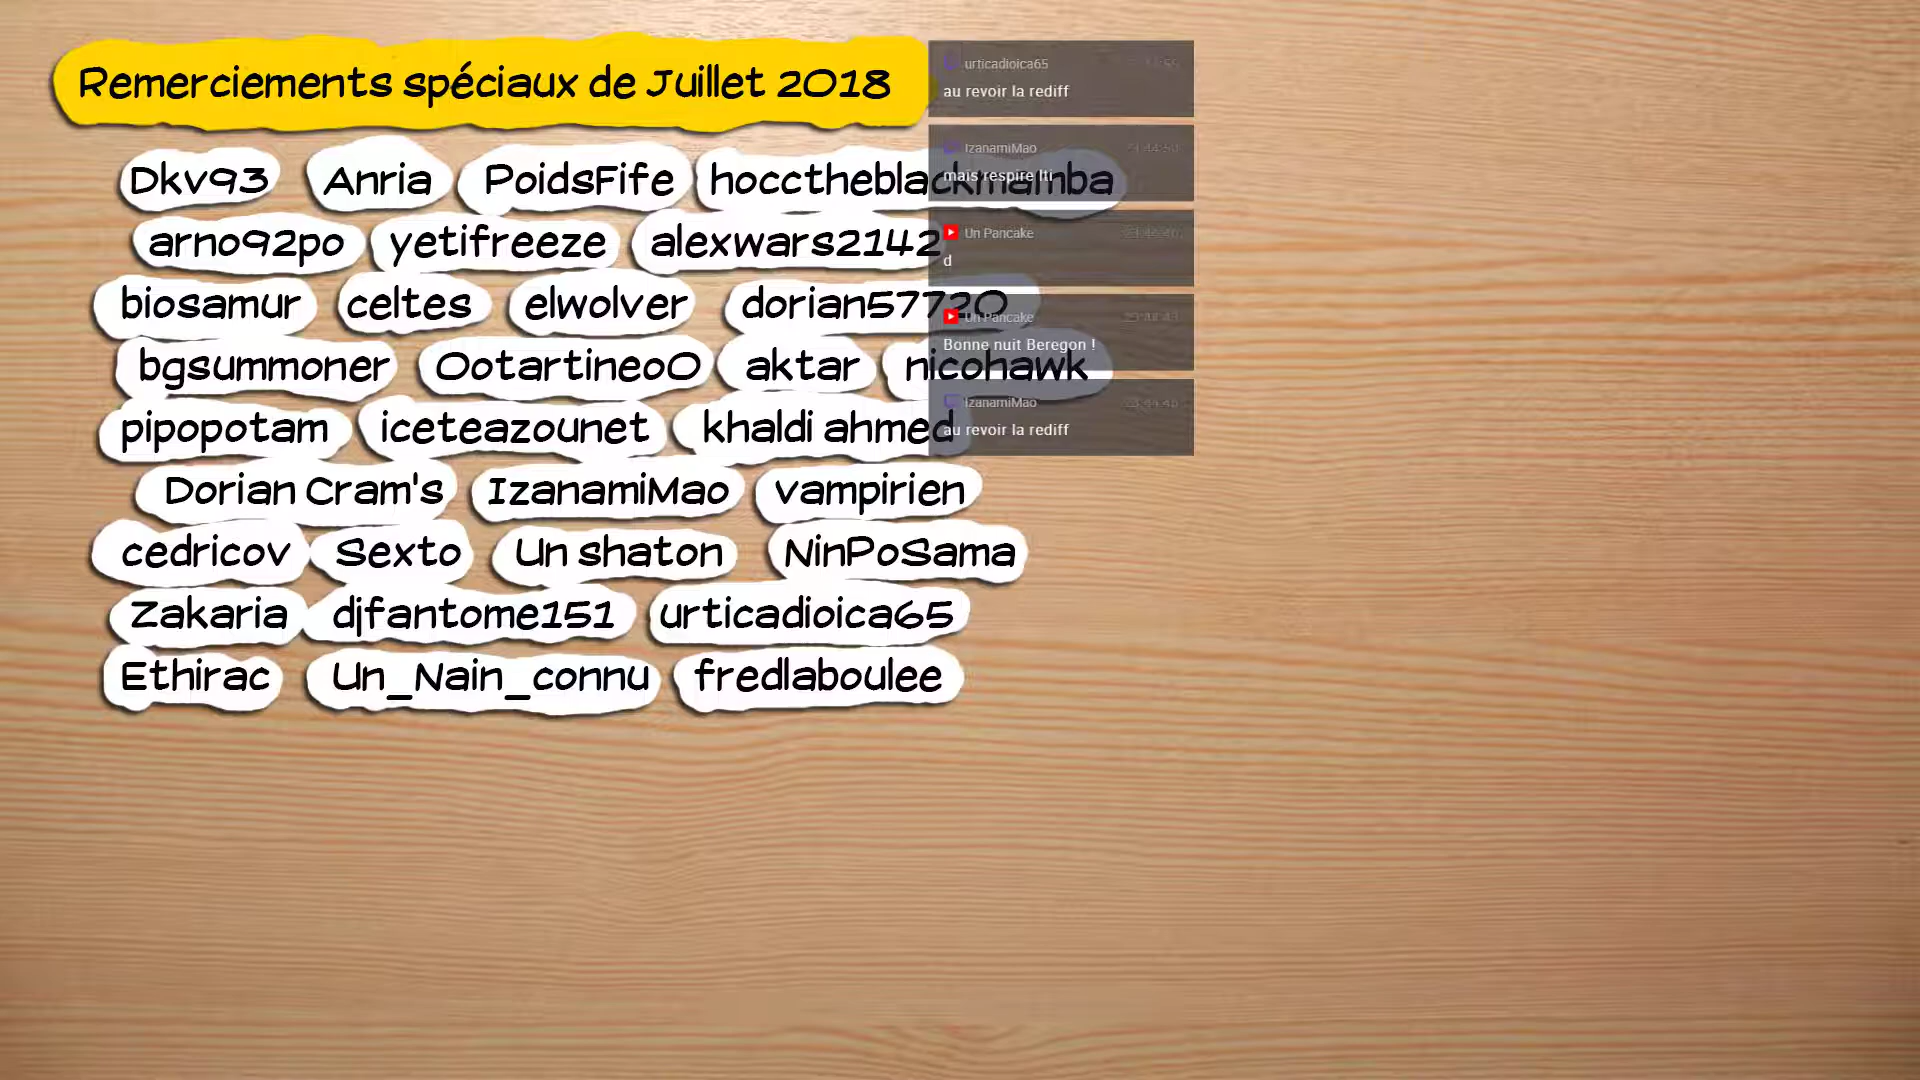 Remerciements spéciaux de Juillet 2018
Dkv93 Anria PoidsFife hocctheblackmamba
arno92po yetifreeze alexwars2142
biosamur celtes elwolver dorian57720
bgsummoner OotartineoO aktar nicohawk
pipopotam iceteazounet khaldi ahmed
Dorian Cram's IzanamiMao vampirien
cedricov Sexto Un shaton NinPoSama
Zakaria djfantome151 urticadioica65
Ethirac Un_Nain_connu fredlaboulee
urticadioica65
au revoir la rediff
IzanamiMao
mais respire lti
Un Pancake
d
Un Pancake
Bonne nuit Beregon !
IzanamiMao
au revoir la rediff